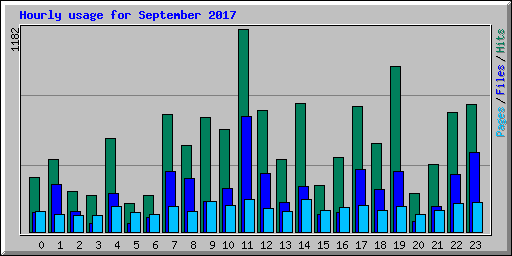 Hourly usage for September 2017
1182
Pages / Files / Hits
0 1 2 3 4 5 6 7 8 9 10 11 12 13 14 15 16 17 18 19 20 21 22 23